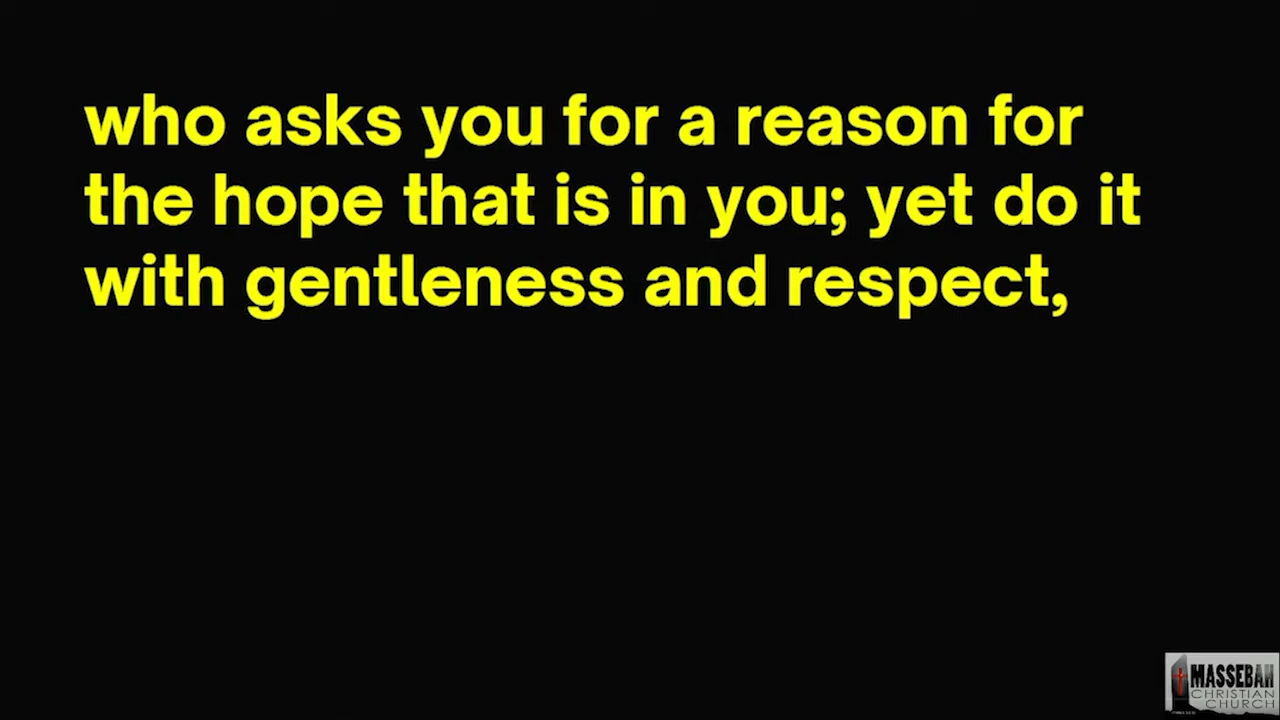 who asks you for a reason for
the hope that is in you; yet do it
with gentleness and respect,
MASSEBAH
CHRISTIAN
CHURCH